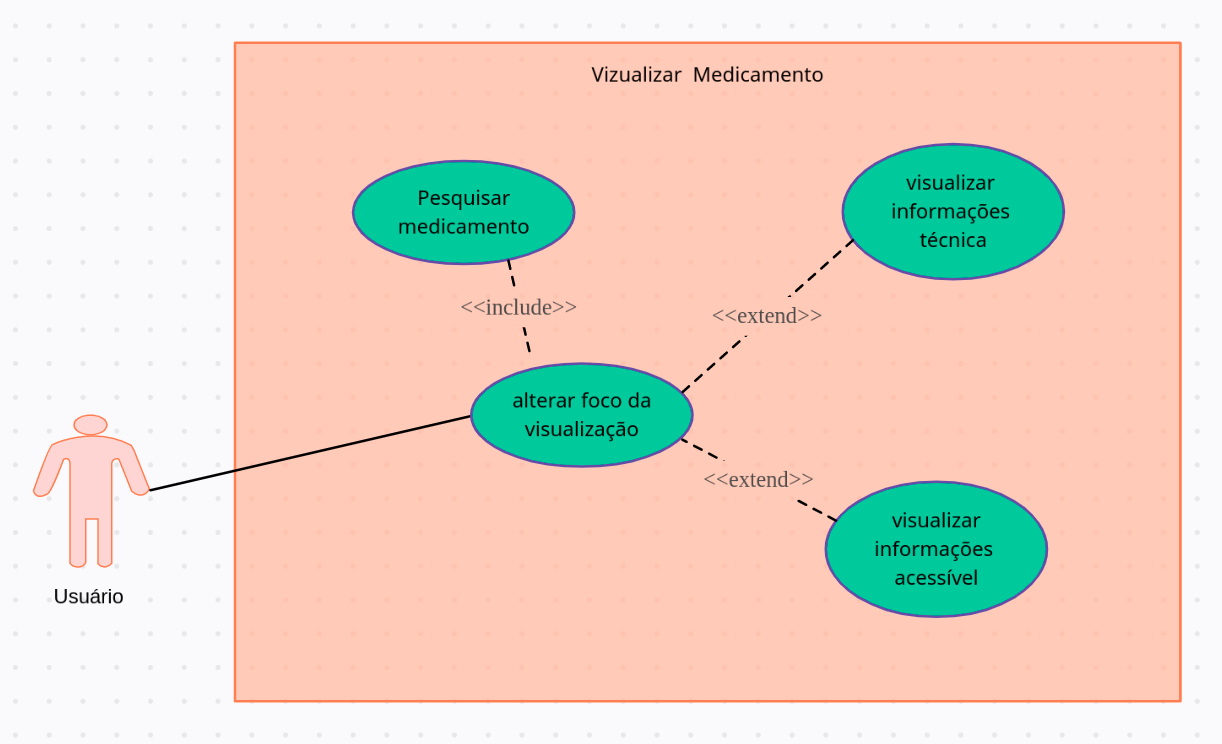 Vizualizar  Medicamento
Pesquisar
medicamento
visualizar
informações
técnica
<<include>>
<<extend>>
alterar foco da
visualização
<<extend>>
visualizar
informações
acessível
Usuário